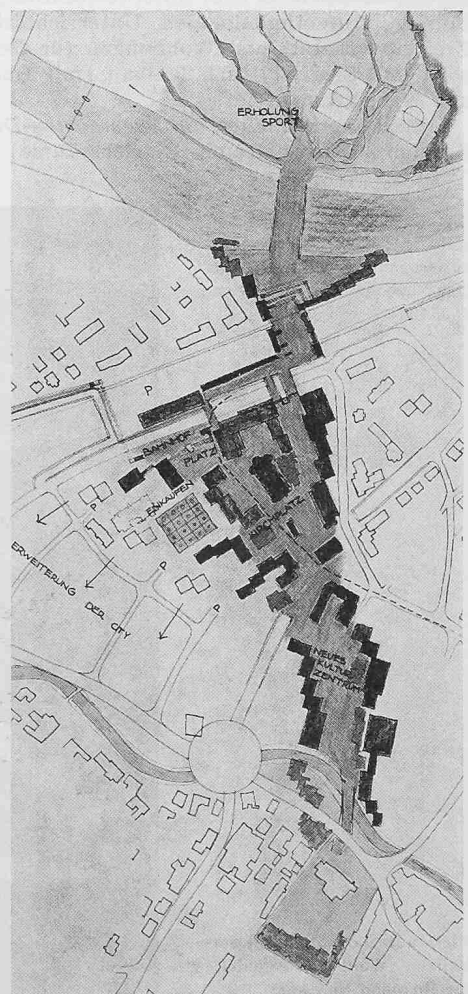 ERHOLUNG
SPORT
P
BAHNHOF
PLATZ
P
EINKAUFEN
ERWEITERUNG DER CITY
P
P
NEUES
KULTUR
ZENTRUM